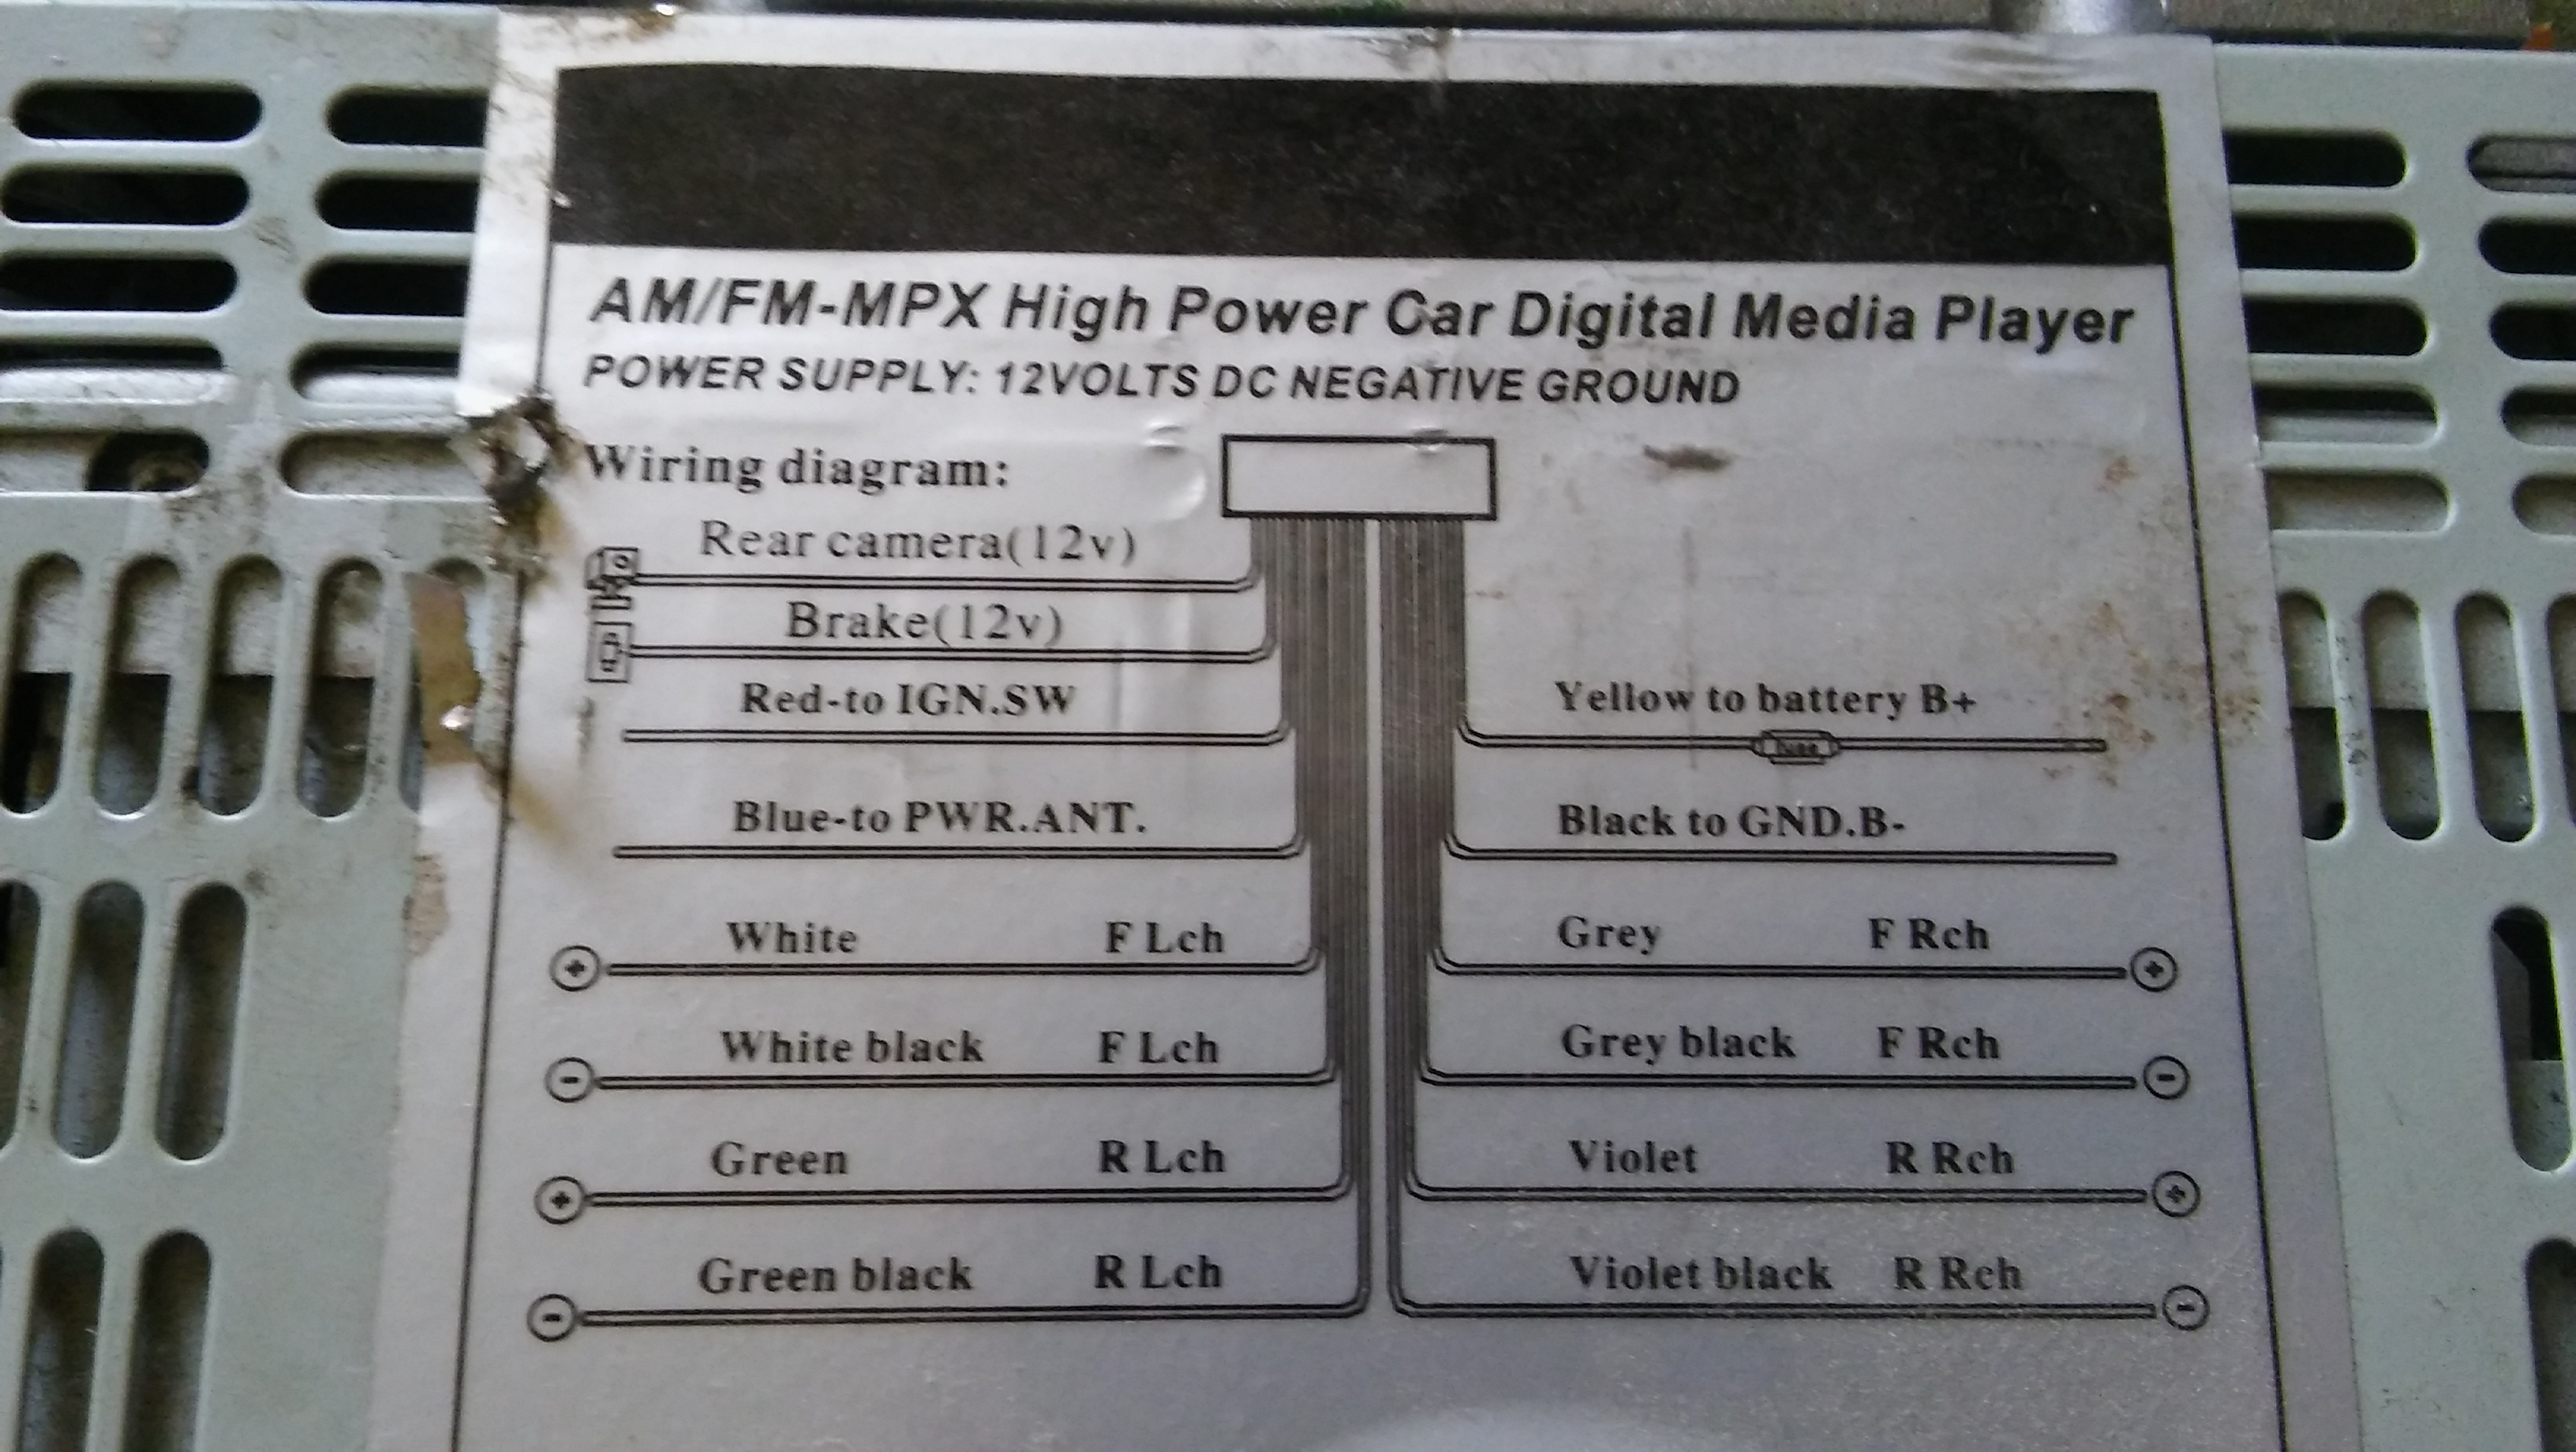 AM/FM-MPX High Power Car Digital Media Player
POWER SUPPLY: 12VOLTS DC NEGATIVE GROUND
Wiring diagram:
Rear camera(12v)
Brake(12v)
Red-to IGN.SW
Yellow to battery B+
fuse
Blue-to PWR.ANT.
Black to GND.B-
White F Lch
Grey F Rch
+ +
White black F Lch
Grey black F Rch
- -
Green R Lch
Violet R Rch
+ +
Green black R Lch
Violet black R Rch
- -